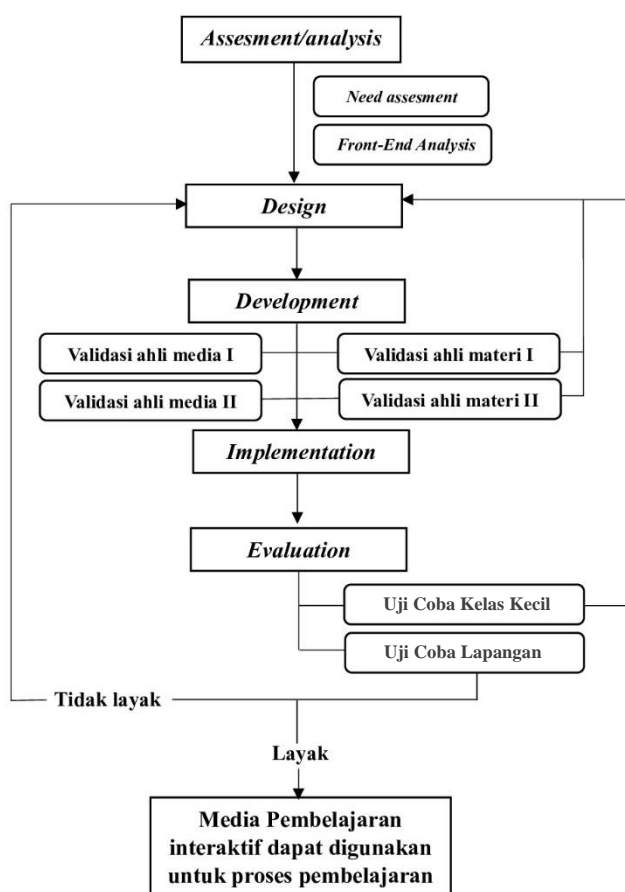 Assesment/analysis
Need assesment
Front-End Analysis
Design
Development
Validasi ahli media I
Validasi ahli materi I
Validasi ahli media II
Validasi ahli materi II
Implementation
Evaluation
Uji Coba Kelas Kecil
Uji Coba Lapangan
Tidak layak
Layak
Media Pembelajaran
interaktif dapat digunakan
untuk proses pembelajaran